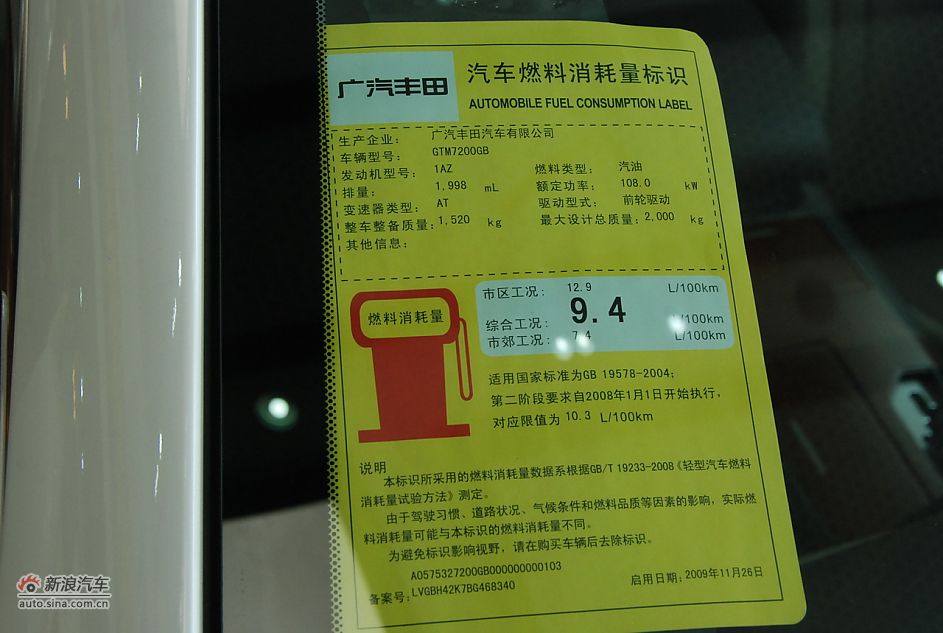 广汽丰田
汽车燃料消耗量标识
AUTOMOBILE FUEL CONSUMPTION LABEL
生产企业： 广汽丰田汽车有限公司
车辆型号： GTM7200GB
发动机型号： 1AZ 燃料类型： 汽油
排量： 1,998 mL 额定功率： 108.0 kW
变速器类型： AT 驱动型式： 前轮驱动
整车整备质量： 1,520 kg 最大设计总质量： 2,000 kg
其他信息：
燃料消耗量
市区工况： 12.9 L/100km
综合工况： 9.4 L/100km
市郊工况： 7.4 L/100km
适用国家标准为GB 19578-2004；
第二阶段要求自2008年1月1日开始执行，
对应限值为 10.3 L/100km
说明
本标识所采用的燃料消耗量数据系根据GB/T 19233-2008《轻型汽车燃料
消耗量试验方法》测定。
由于驾驶习惯、道路状况、气候条件和燃料品质等因素的影响，实际燃
料消耗量可能与本标识的燃料消耗量不同。
为避免标识影响视野，请在购买车辆后去除标识。
A0575327200GB000000000103
备案号： LVGBH42K7BG468340 启用日期：2009年11月26日
新浪汽车
auto.sina.com.cn